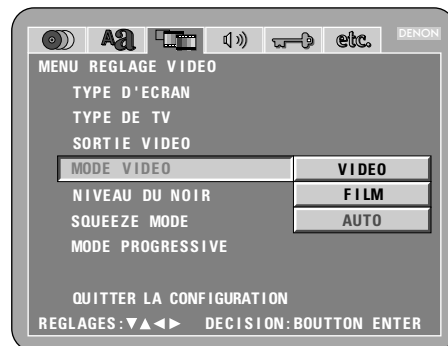 Aa etc. DENON
MENU REGLAGE VIDEO
TYPE D'ECRAN
TYPE DE TV
SORTIE VIDEO
MODE VIDEO VIDEO
NIVEAU DU NOIR FILM
SQUEEZE MODE AUTO
MODE PROGRESSIVE
QUITTER LA CONFIGURATION
REGLAGES:▼▲◄► DECISION:BOUTTON ENTER